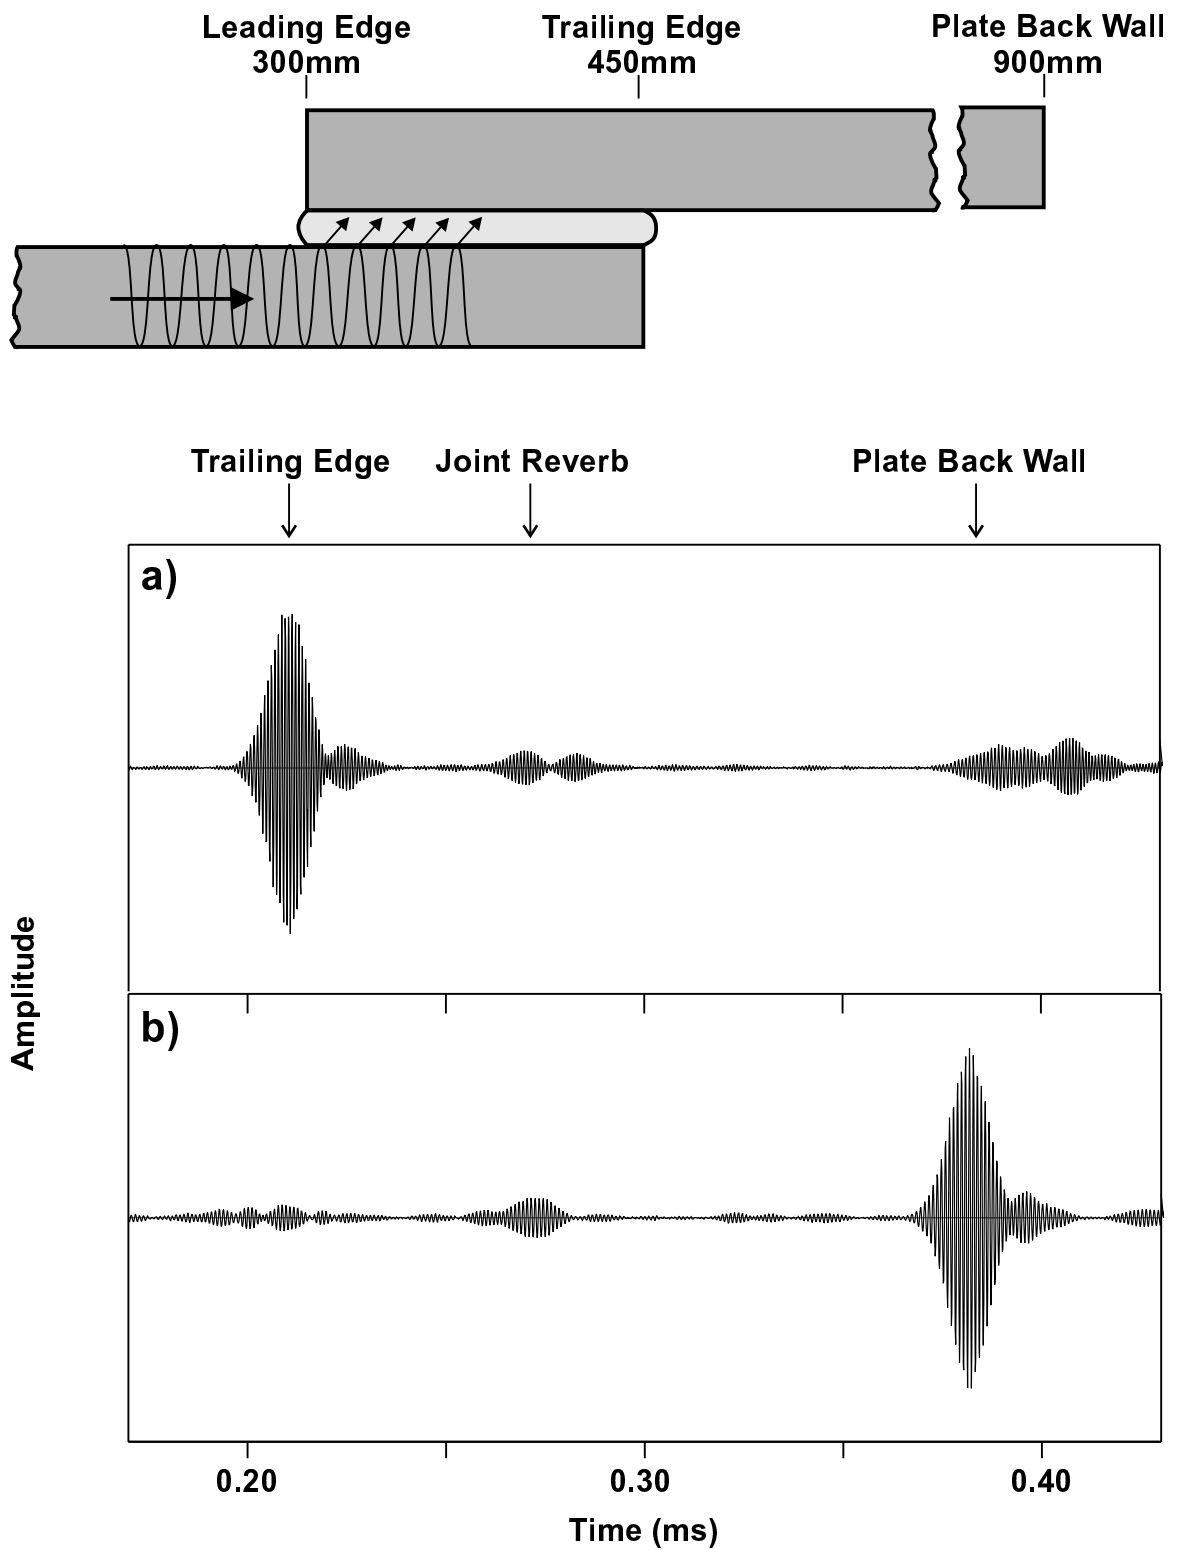 Leading Edge
300mm
Trailing Edge
450mm
Plate Back Wall
900mm
Trailing Edge
Joint Reverb
Plate Back Wall
a)
b)
Amplitude
0.20
0.30
0.40
Time (ms)